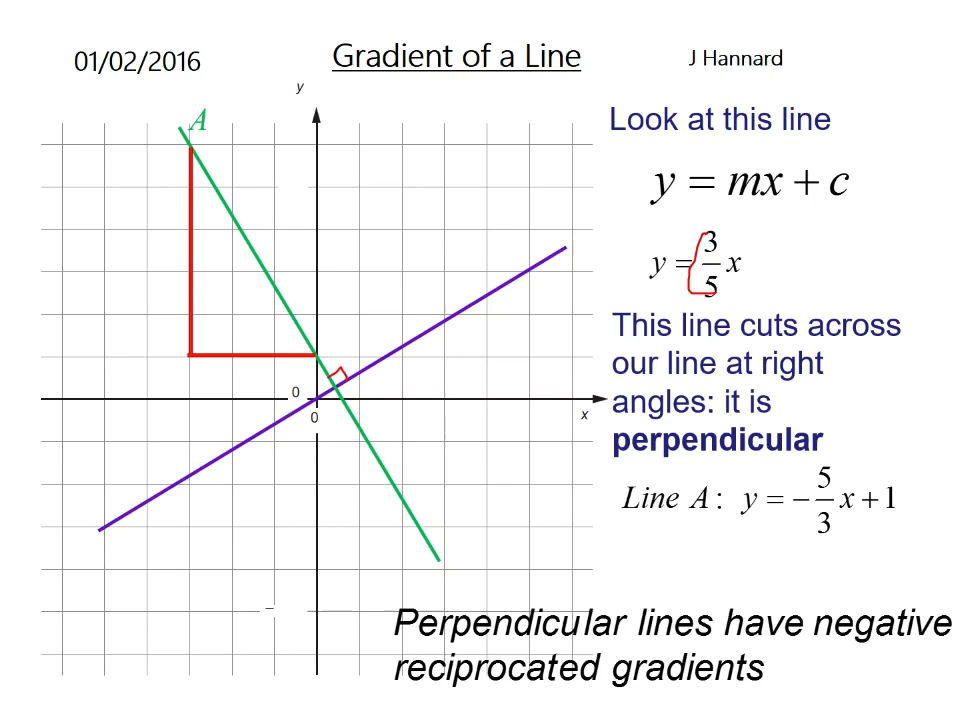 01/02/2016
Gradient of a Line
J Hannard
y
A
Look at this line
y = mx + c
y = 3/5 x
This line cuts across
our line at right
angles: it is
perpendicular
0
0
x
Line A: y = −5/3 x + 1
Perpendicular lines have negative
reciprocated gradients